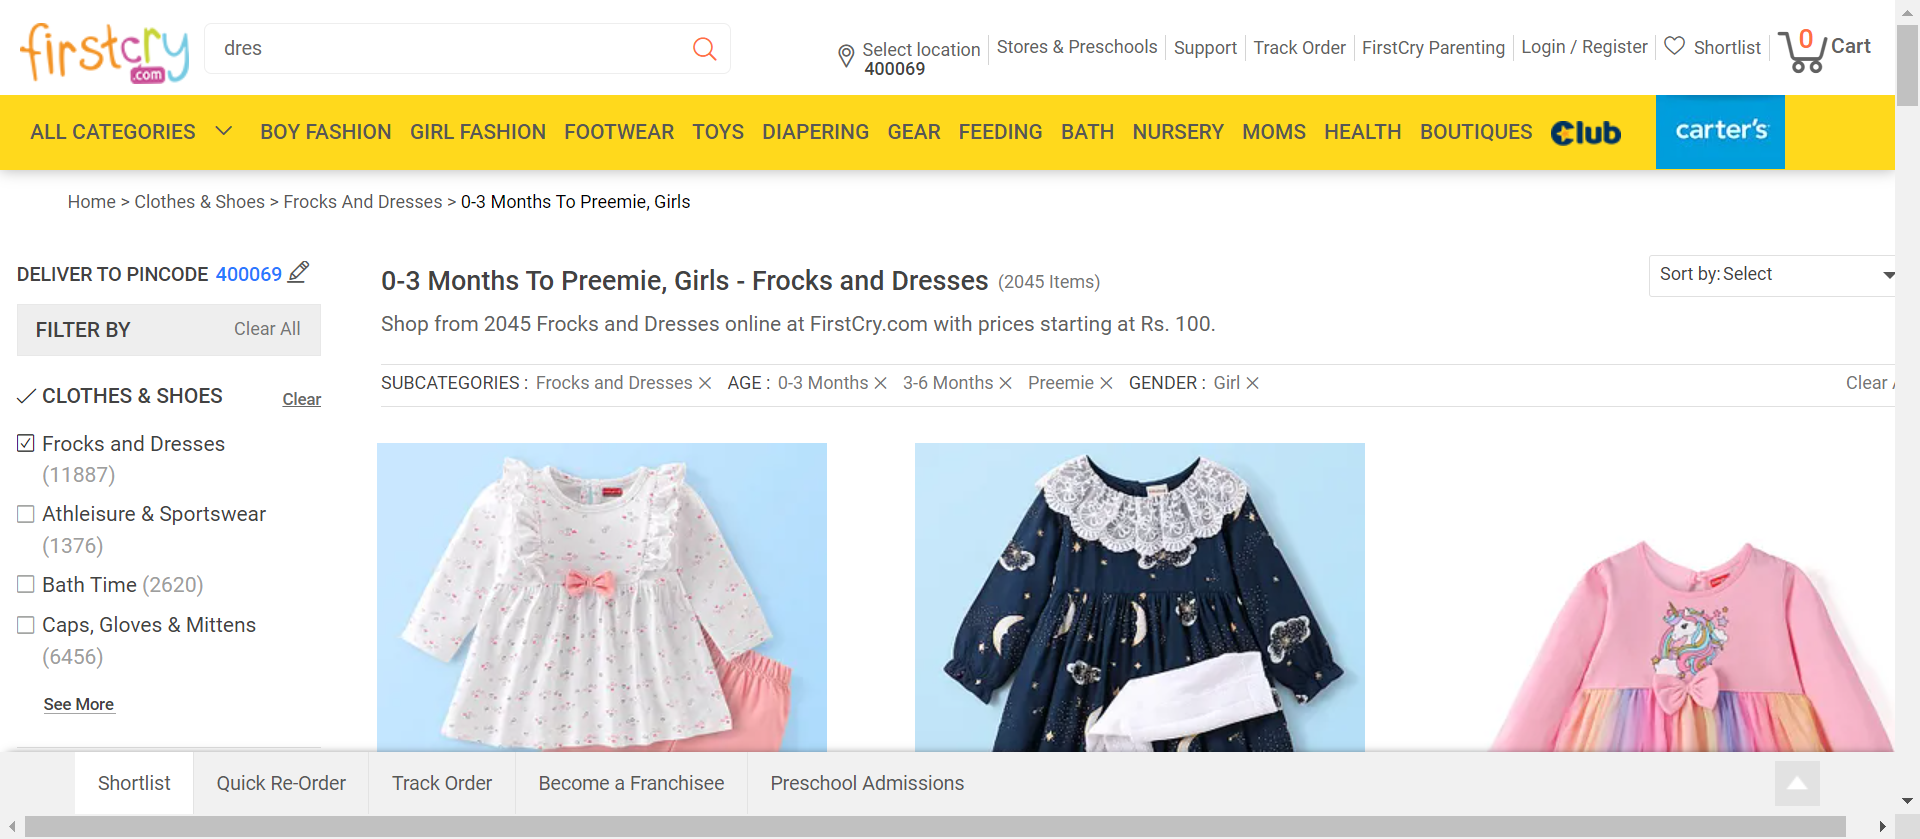 firstcry
.com
dres
Select location
400069
Stores & Preschools
Support
Track Order
FirstCry Parenting
Login / Register
Shortlist
0
Cart
ALL CATEGORIES
BOY FASHION
GIRL FASHION
FOOTWEAR
TOYS
DIAPERING
GEAR
FEEDING
BATH
NURSERY
MOMS
HEALTH
BOUTIQUES
Club
carter's
Home > Clothes & Shoes > Frocks And Dresses > 0-3 Months To Preemie, Girls
DELIVER TO PINCODE 400069
FILTER BY
Clear All
CLOTHES & SHOES
Clear
Frocks and Dresses
(11887)
Athleisure & Sportswear
(1376)
Bath Time (2620)
Caps, Gloves & Mittens
(6456)
See More
0-3 Months To Preemie, Girls - Frocks and Dresses (2045 Items)
Sort by: Select
Shop from 2045 Frocks and Dresses online at FirstCry.com with prices starting at Rs. 100.
SUBCATEGORIES : Frocks and Dresses AGE : 0-3 Months 3-6 Months Preemie GENDER : Girl
Clear
Shortlist
Quick Re-Order
Track Order
Become a Franchisee
Preschool Admissions